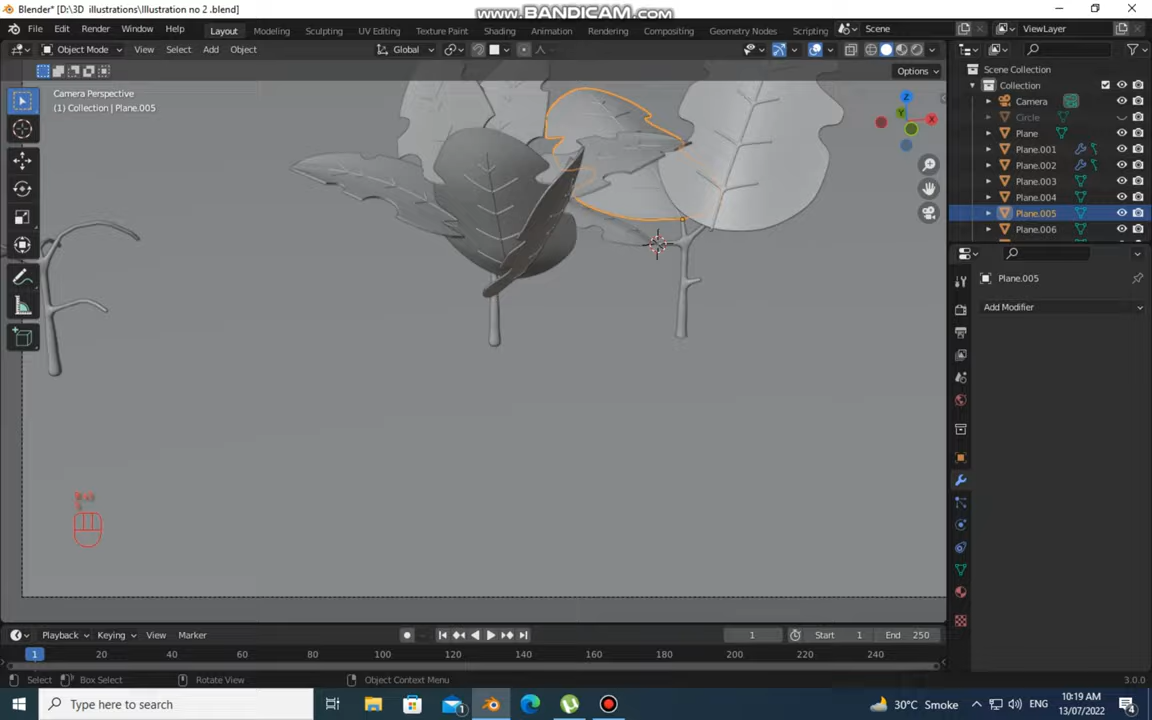 Blender* [D:\3D illustrations\Illustration no 2 .blend]
www.BANDICAM.com
File Edit Render Window Help
Layout Modeling Sculpting UV Editing Texture Paint Shading Animation Rendering Compositing Geometry Nodes Scripting
Scene
ViewLayer
Object Mode View Select Add Object
Global
Options
Camera Perspective
(1) Collection | Plane.005
Z
Y
X
Scene Collection
Collection
Camera
Circle
Plane
Plane.001
Plane.002
Plane.003
Plane.004
Plane.005
Plane.006
Plane.005
Add Modifier
Playback Keying View Marker
1
Start 1
End 250
1 20 40 60 80 100 120 140 160 180 200 220 240
Select Box Select Rotate View Object Context Menu
3.0.0
Type here to search
1
30°C Smoke
ENG
10:19 AM
13/07/2022
4